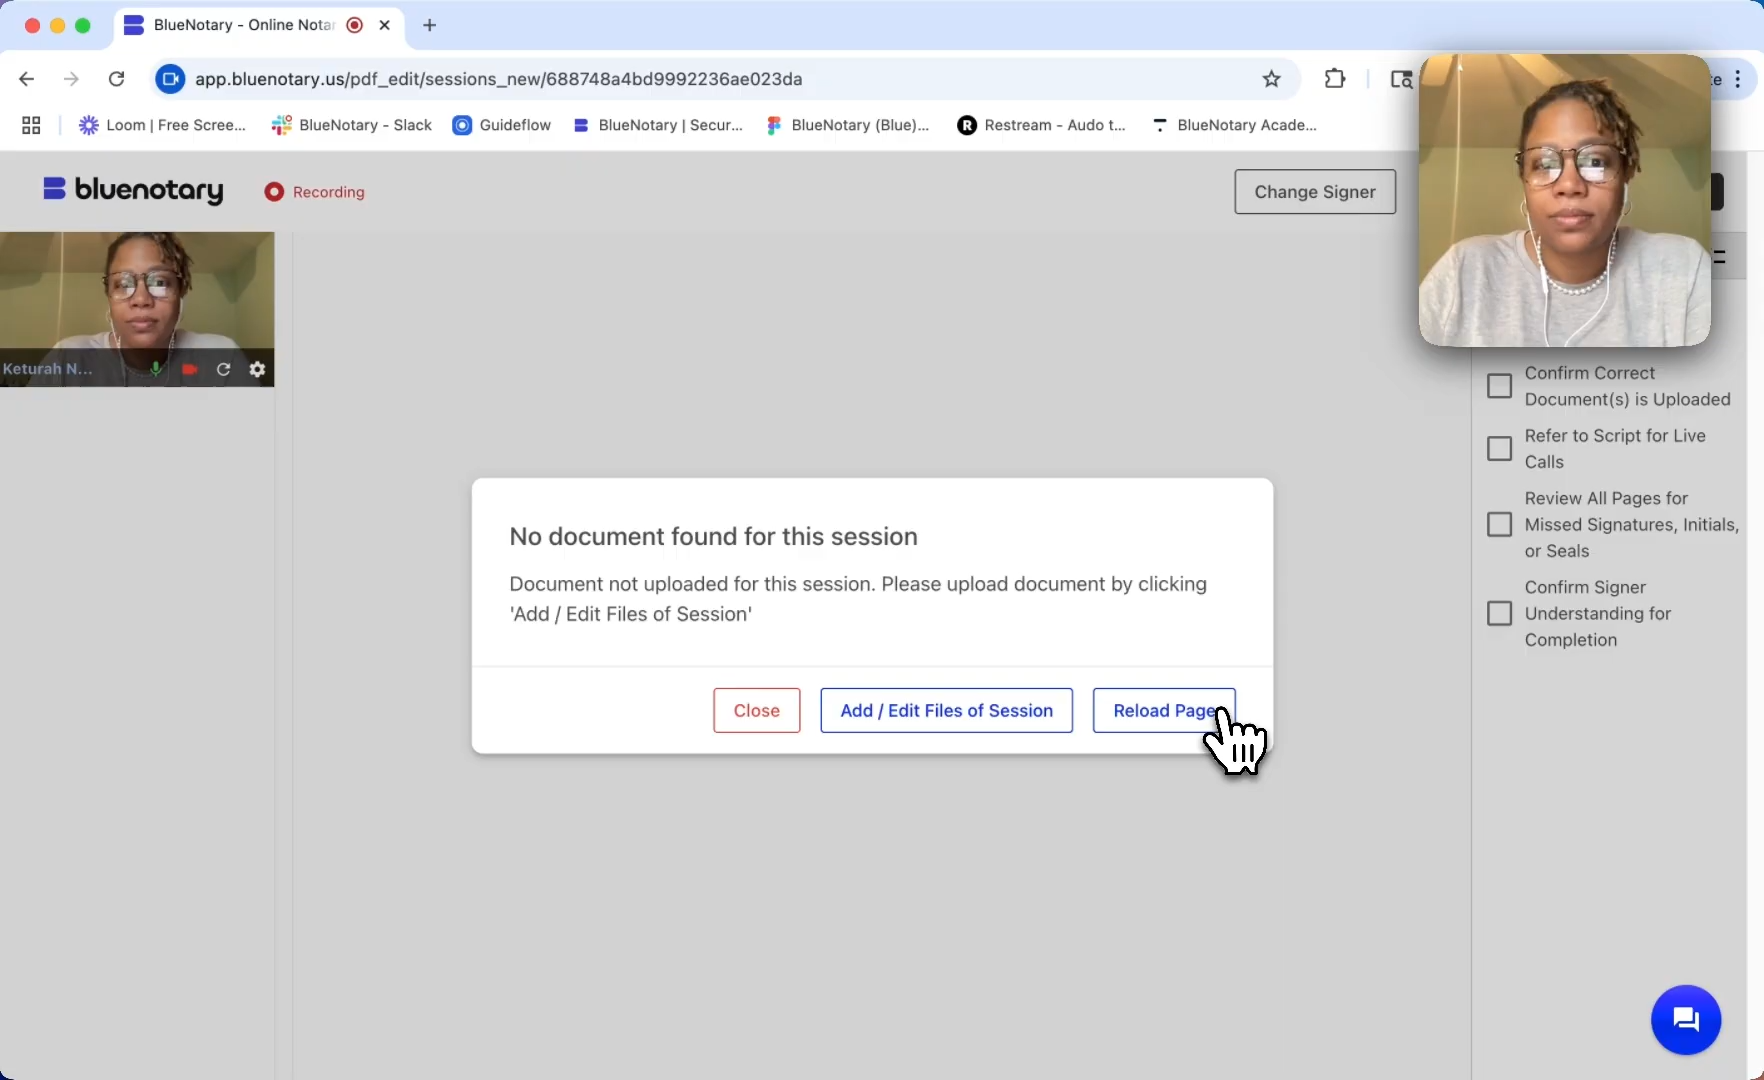 BlueNotary - Online Nota
app.bluenotary.us/pdf_edit/sessions_new/688748a4bd9992236ae023da
Loom | Free Scree...
BlueNotary - Slack
Guideflow
BlueNotary | Secur...
BlueNotary (Blue)...
R
Restream - Audo t...
BlueNotary Acade...
bluenotary
Recording
Change Signer
Keturah N...
Confirm Correct
Document(s) is Uploaded
Refer to Script for Live
Calls
Review All Pages for
Missed Signatures, Initials,
or Seals
Confirm Signer
Understanding for
Completion
No document found for this session
Document not uploaded for this session. Please upload document by clicking
'Add / Edit Files of Session'
Close
Add / Edit Files of Session
Reload Page